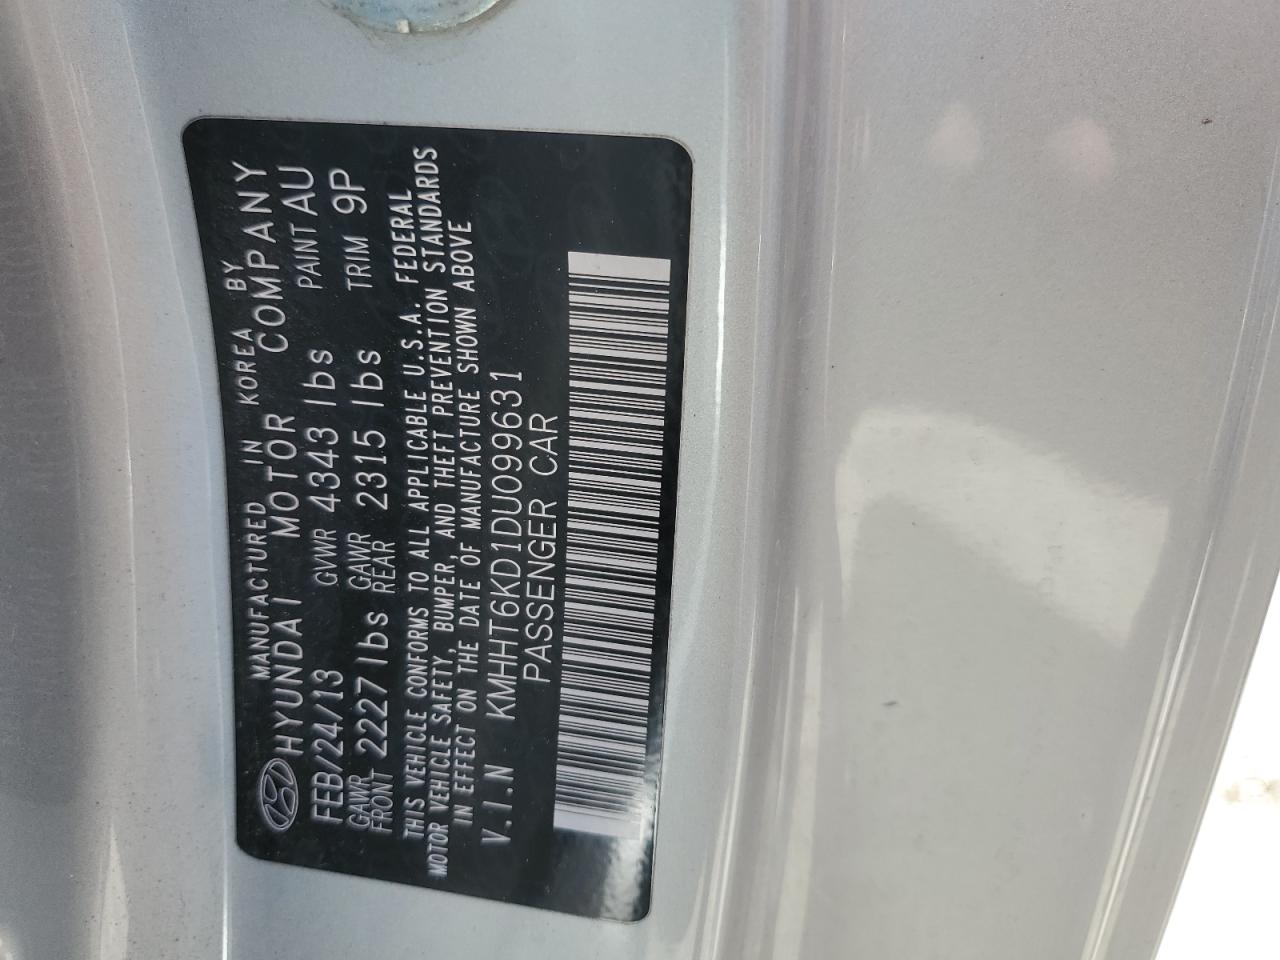 MANUFACTURED IN KOREA BY
HYUNDAI MOTOR COMPANY
FEB/24/13 GVWR 4343 lbs PAINT AU
GAWR FRONT 2227 lbs GAWR REAR 2315 lbs TRIM 9P
THIS VEHICLE CONFORMS TO ALL APPLICABLE U.S.A. FEDERAL
MOTOR VEHICLE SAFETY, BUMPER, AND THEFT PREVENTION STANDARDS
IN EFFECT ON THE DATE OF MANUFACTURE SHOWN ABOVE
V.I.N KMHHT6KD1DU099631
PASSENGER CAR